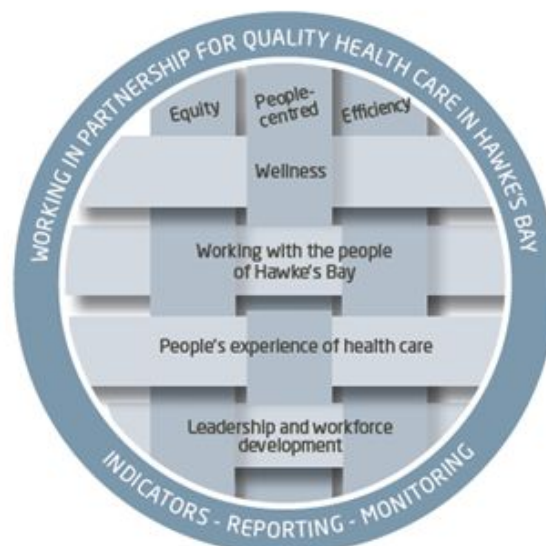 WORKING IN PARTNERSHIP FOR QUALITY HEALTH CARE IN HAWKE'S BAY
Equity
People-
centred
Efficiency
Wellness
Working with the people
of Hawke's Bay
People's experience of health care
Leadership and workforce
development
INDICATORS - REPORTING - MONITORING